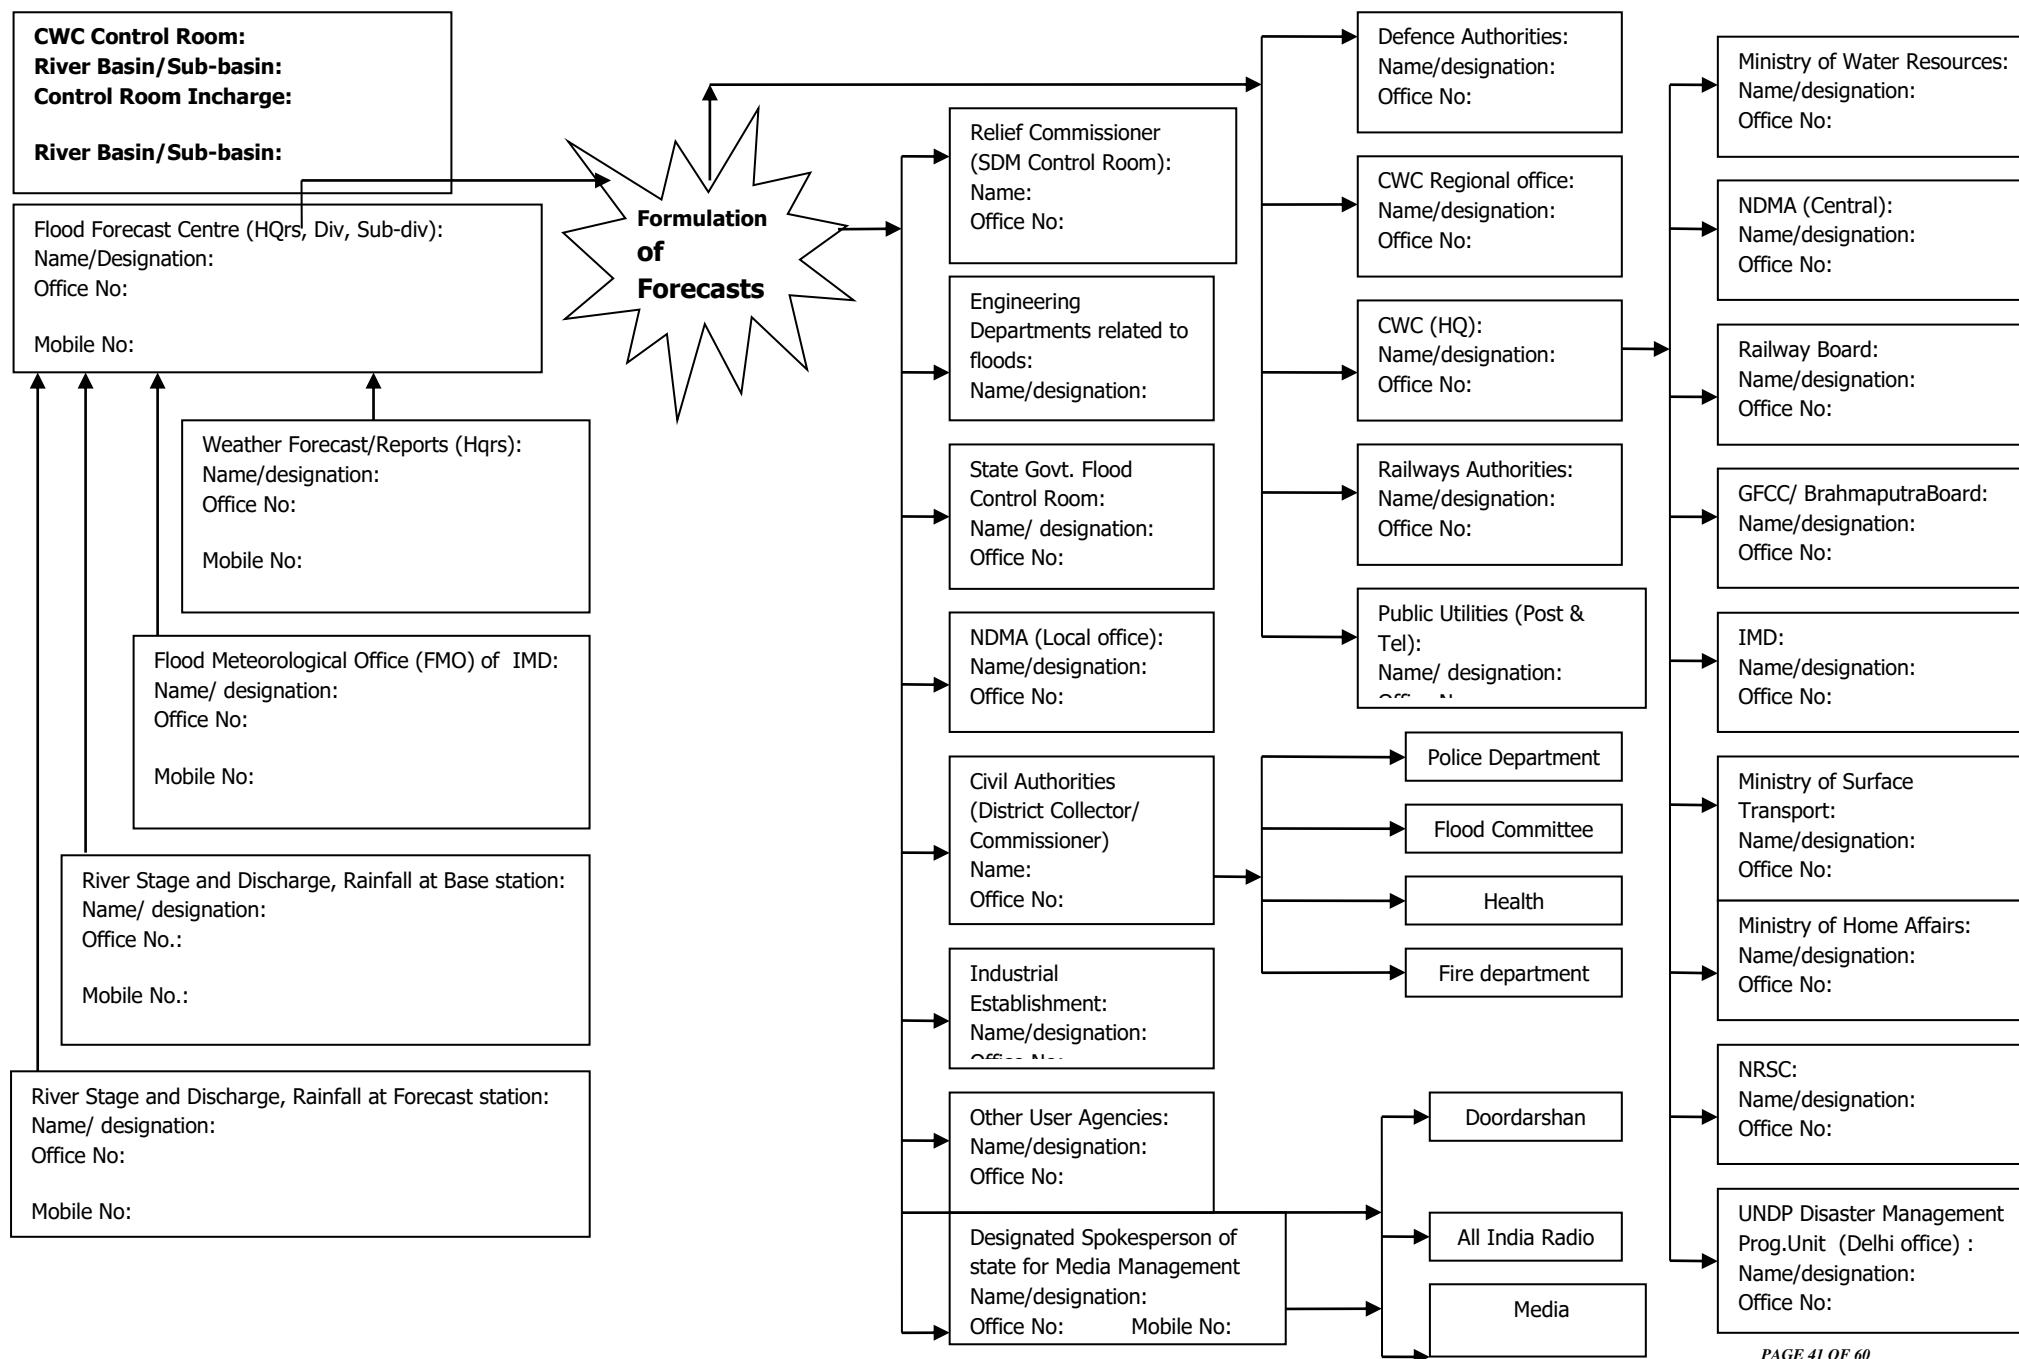 CWC Control Room:
River Basin/Sub-basin:
Control Room Incharge:
River Basin/Sub-basin:
Flood Forecast Centre (HQrs, Div, Sub-div):
Name/Designation:
Office No:
Mobile No:
Weather Forecast/Reports (Hqrs):
Name/designation:
Office No:
Mobile No:
Flood Meteorological Office (FMO) of IMD:
Name/ designation:
Office No:
Mobile No:
River Stage and Discharge, Rainfall at Base station:
Name/ designation:
Office No.:
Mobile No.:
River Stage and Discharge, Rainfall at Forecast station:
Name/ designation:
Office No:
Mobile No:
Formulation
of
Forecasts
Relief Commissioner
(SDM Control Room):
Name:
Office No:
Engineering
Departments related to
floods:
Name/designation:
State Govt. Flood
Control Room:
Name/ designation:
Office No:
NDMA (Local office):
Name/designation:
Office No:
Civil Authorities
(District Collector/
Commissioner)
Name:
Office No:
Industrial
Establishment:
Name/designation:
Other User Agencies:
Name/designation:
Office No:
Designated Spokesperson of
state for Media Management
Name/designation:
Office No: Mobile No:
Defence Authorities:
Name/designation:
Office No:
CWC Regional office:
Name/designation:
Office No:
CWC (HQ):
Name/designation:
Office No:
Railways Authorities:
Name/designation:
Office No:
Public Utilities (Post &
Tel):
Name/ designation:
Police Department
Flood Committee
Health
Fire department
Doordarshan
All India Radio
Media
Ministry of Water Resources:
Name/designation:
Office No:
NDMA (Central):
Name/designation:
Office No:
Railway Board:
Name/designation:
Office No:
GFCC/ BrahmaputraBoard:
Name/designation:
Office No:
IMD:
Name/designation:
Office No:
Ministry of Surface
Transport:
Name/designation:
Office No:
Ministry of Home Affairs:
Name/designation:
Office No:
NRSC:
Name/designation:
Office No:
UNDP Disaster Management
Prog.Unit (Delhi office) :
Name/designation:
Office No:
PAGE 41 OF 60